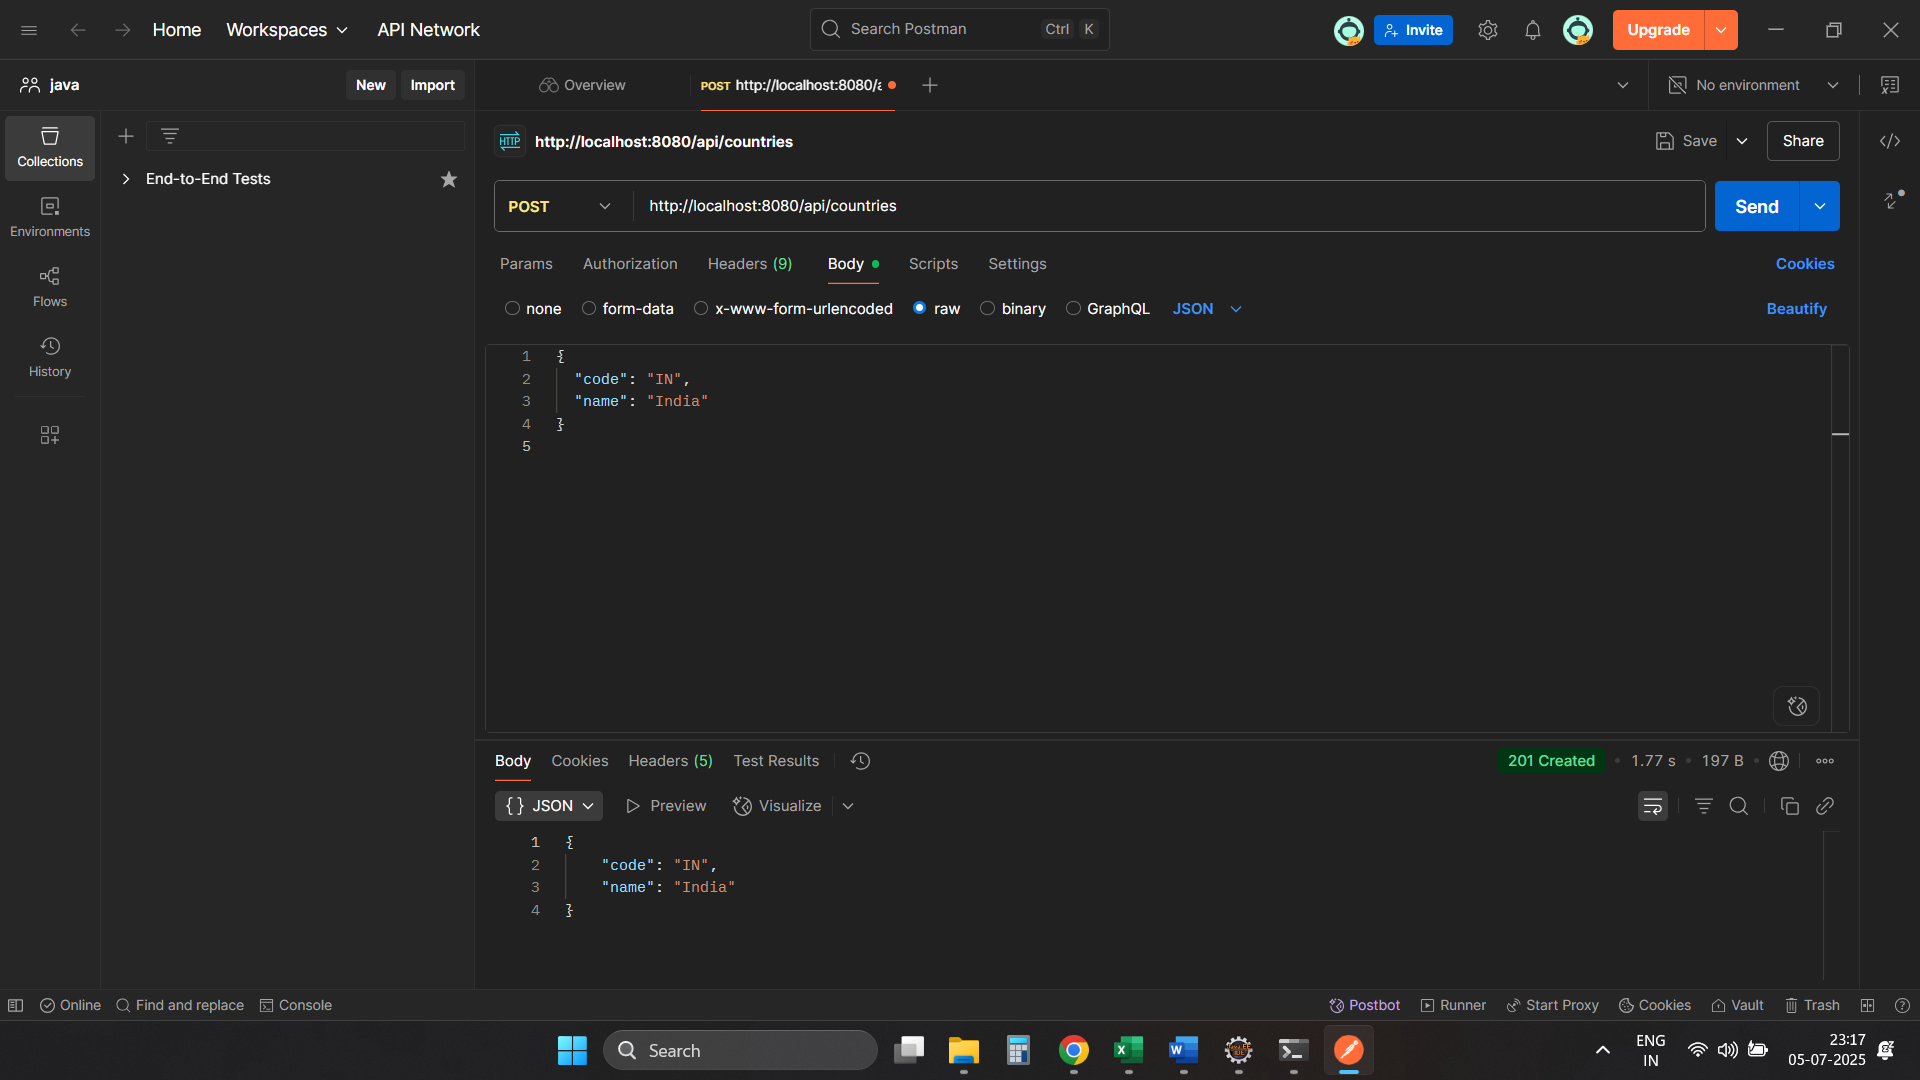 Home Workspaces API Network Search Postman Ctrl K Invite Upgrade
java New Import Overview POST http://localhost:8080/a No environment
HTTP http://localhost:8080/api/countries Save Share
Collections
End-to-End Tests
POST http://localhost:8080/api/countries Send
Environments
Params Authorization Headers (9) Body Scripts Settings Cookies
Flows
none form-data x-www-form-urlencoded raw binary GraphQL JSON Beautify
History
1 {
2 "code": "IN",
3 "name": "India"
4 }
5
Body Cookies Headers (5) Test Results 201 Created 1.77 s 197 B
{} JSON Preview Visualize
1 {
2 "code": "IN",
3 "name": "India"
4 }
Online Find and replace Console Postbot Runner Start Proxy Cookies Vault Trash
Search
ENG
IN
23:17
05-07-2025